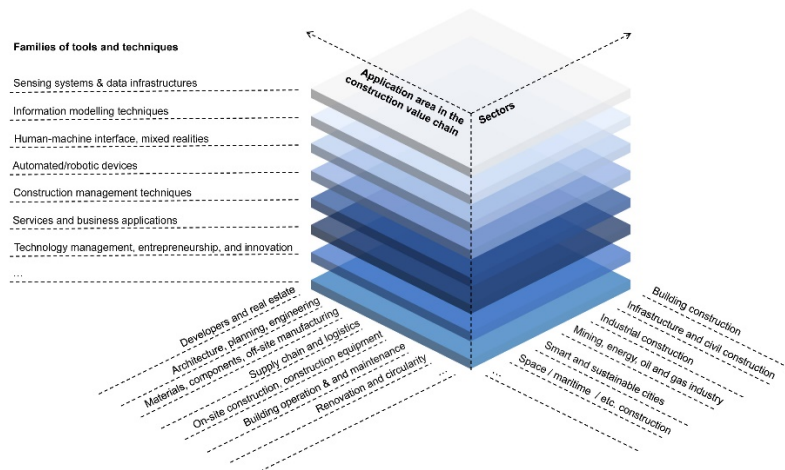 Families of tools and techniques
Sensing systems & data infrastructures
Information modelling techniques
Human-machine interface, mixed realities
Automated/robotic devices
Construction management techniques
Services and business applications
Technology management, entrepreneurship, and innovation
...
Application area in the
construction value chain
Sectors
Developers and real estate
Architecture, planning, engineering
Materials, components, off-site manufacturing
Supply chain and logistics
On-site construction, construction equipment
Building operation & and maintenance
Renovation and circularity
...
Building construction
Infrastructure and civil construction
Industrial construction
Mining, energy, oil and gas industry
Smart and sustainable cities
Space / maritime / etc. construction
...